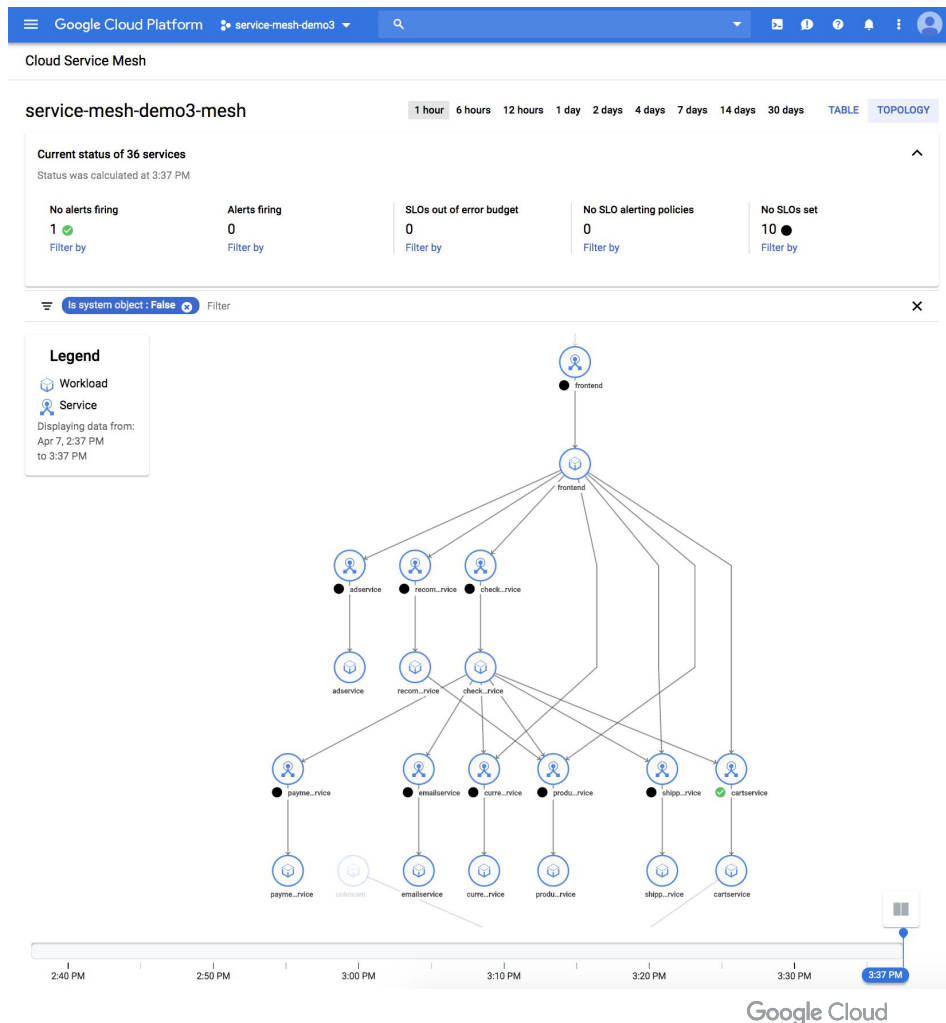 Google Cloud Platform service-mesh-demo3
Cloud Service Mesh
service-mesh-demo3-mesh 1 hour 6 hours 12 hours 1 day 2 days 4 days 7 days 14 days 30 days TABLE TOPOLOGY
Current status of 36 services
Status was calculated at 3:37 PM
No alerts firing Alerts firing SLOs out of error budget No SLO alerting policies No SLOs set
1 0 0 0 10
Filter by Filter by Filter by Filter by Filter by
Is system object : False Filter
Legend
Workload
Service
Displaying data from:
Apr 7, 2:37 PM
to 3:37 PM
frontend
frontend
adservice recom...rvice check...rvice
adservice recom...rvice check...rvice
payme...rvice emailservice curre...rvice produ...rvice shipp...rvice cartservice
payme...rvice unknown emailservice curre...rvice produ...rvice shipp...rvice cartservice
2:40 PM 2:50 PM 3:00 PM 3:10 PM 3:20 PM 3:30 PM 3:37 PM
Google Cloud